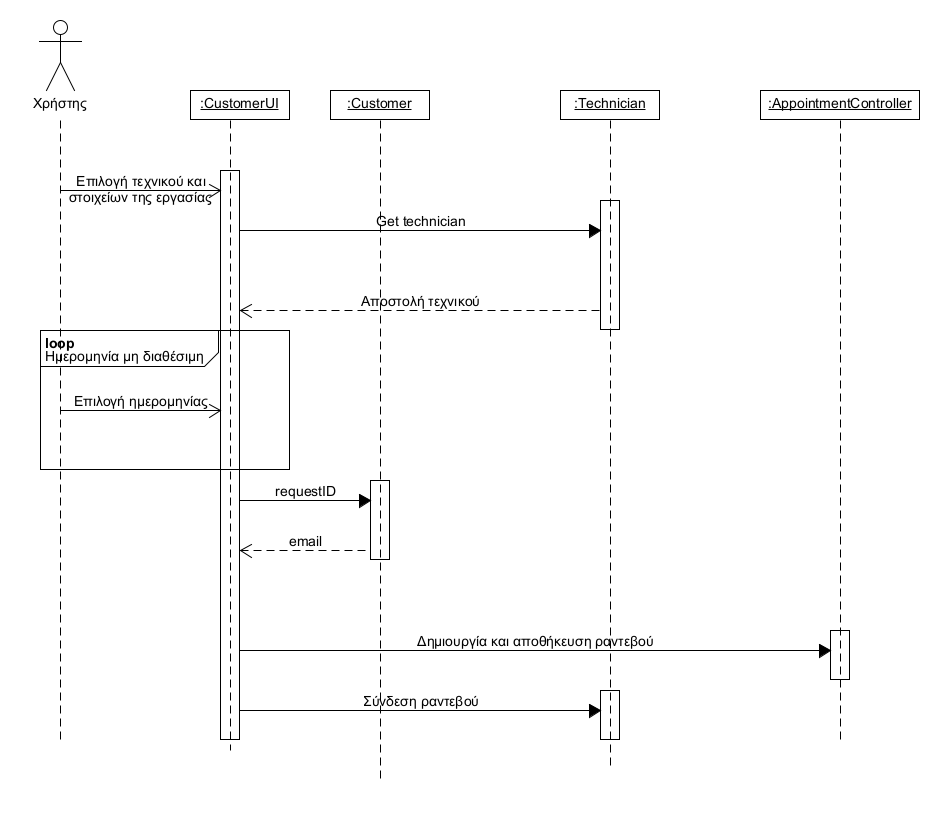 Χρήστης
:CustomerUI
:Customer
:Technician
:AppointmentController
Επιλογή τεχνικού και
στοιχείων της εργασίας
Get technician
Αποστολή τεχνικού
loop
Ημερομηνία μη διαθέσιμη
Επιλογή ημερομηνίας
requestID
email
Δημιουργία και αποθήκευση ραντεβού
Σύνδεση ραντεβού